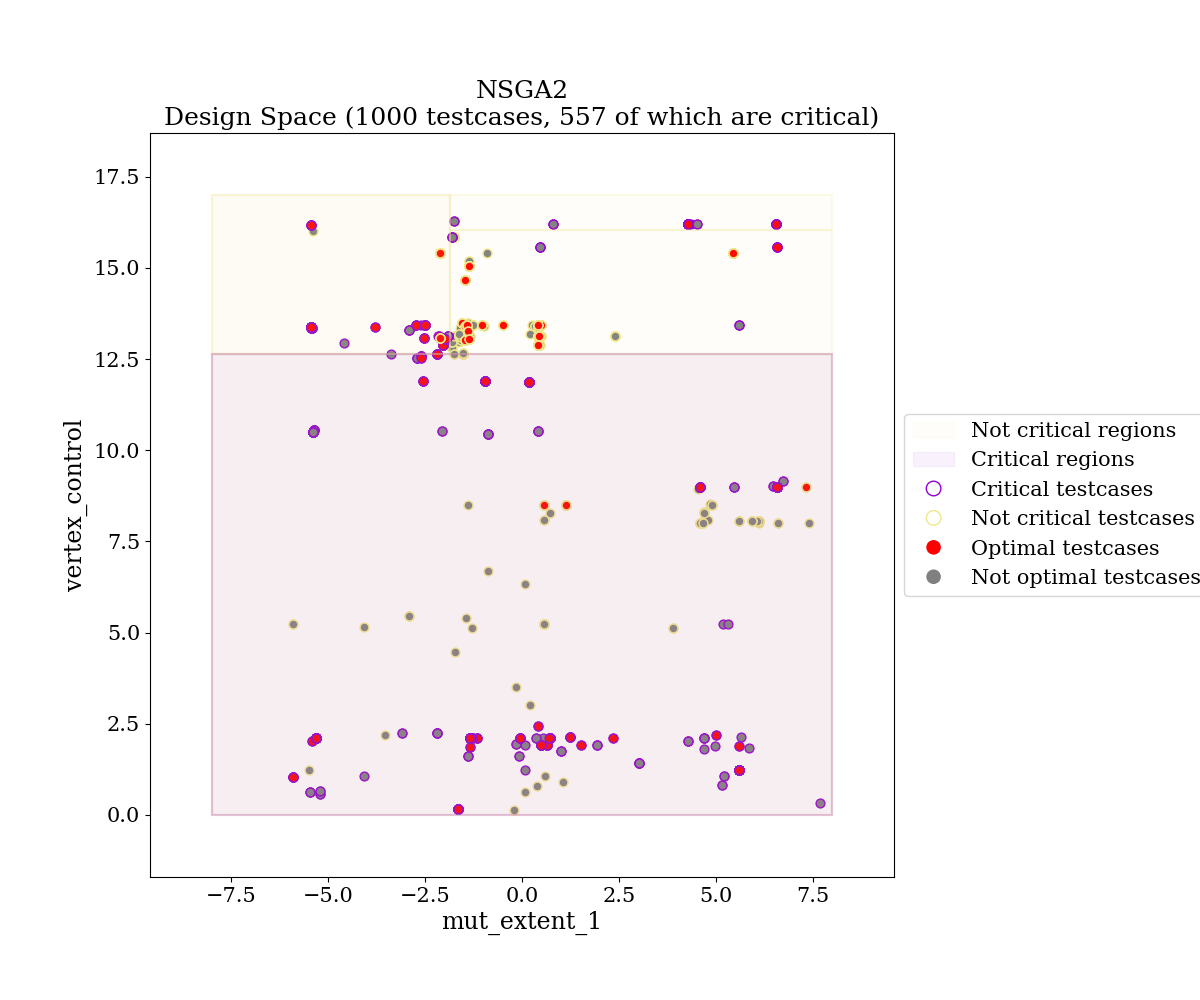 NSGA2
Design Space (1000 testcases, 557 of which are critical)
17.5
15.0
12.5
10.0
7.5
5.0
2.5
0.0
vertex_control
−7.5
−5.0
−2.5
0.0
2.5
5.0
7.5
mut_extent_1
Not critical regions
Critical regions
Critical testcases
Not critical testcases
Optimal testcases
Not optimal testcases